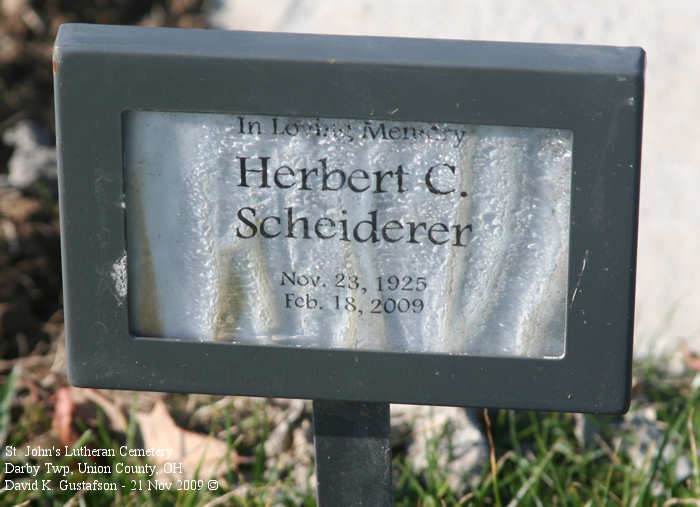 In Loving Memory
Herbert C.
Scheiderer
Nov. 23, 1925
Feb. 18, 2009
St. John's Lutheran Cemetery
Darby Twp, Union County, OH
David K. Gustafson - 21 Nov 2009 ©